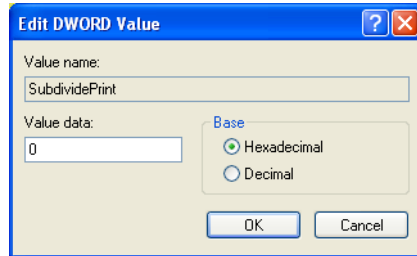 Edit DWORD Value
Value name:
SubdividePrint
Value data:
0
Base
Hexadecimal
Decimal
OK
Cancel